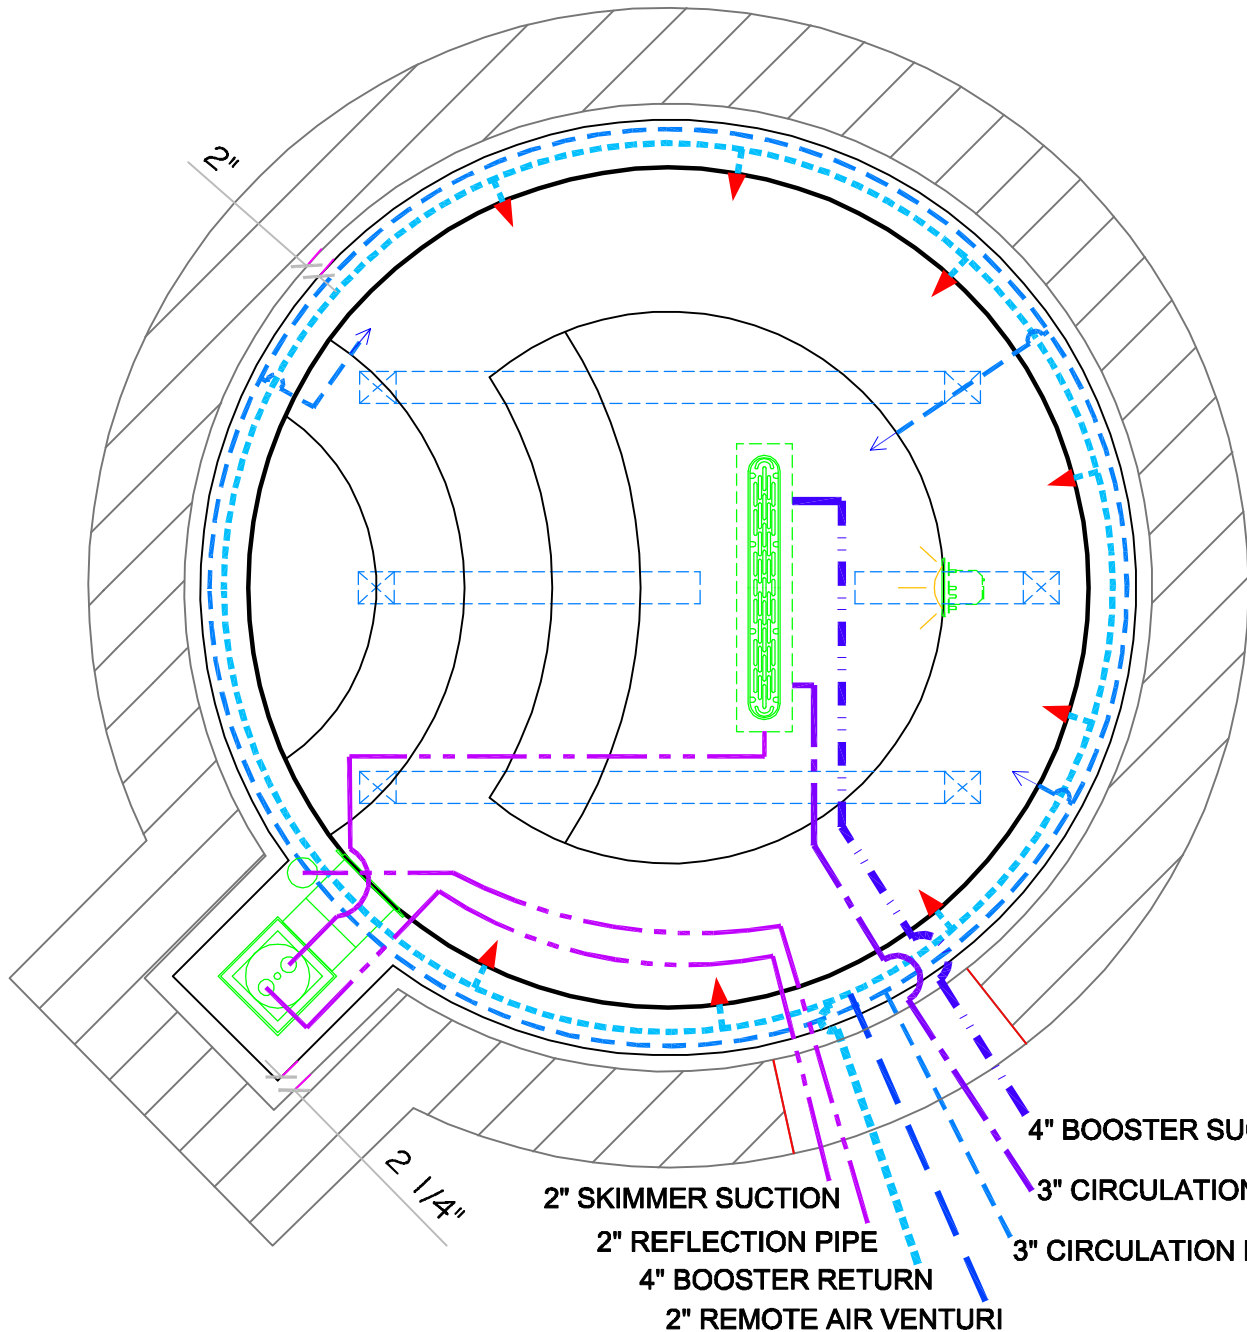 2"
4" BOOSTER
2" SKIMMER SUCTION
3" CIRCULATION
2 1/4"
2" REFLECTION PIPE
3" CIRCULATION
4" BOOSTER RETURN
2" REMOTE AIR VENTURI